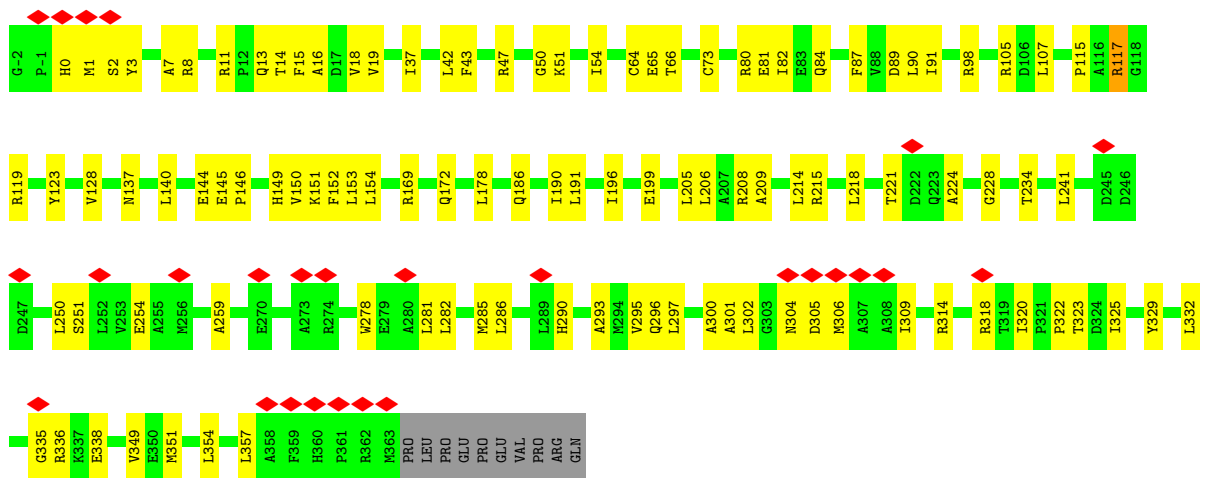 G-2 P-1 H0 M1 S2 Y3 A7 R8 R11 P12 Q13 T14 F15 A16 D17 V18 V19 I37 L42 F43 R47 G50 K51 I54 C64 E65 T66 C73 R80 E81 I82 E83 Q84 F87 V88 D89 L90 I91 R98 R105 D106 L107 P115 A116 R117 G118
R119 Y123 V128 N137 L140 E144 E145 P146 H149 V150 K151 F152 L153 L154 R169 Q172 L178 Q186 I190 L191 I196 E199 L205 L206 A207 R208 A209 L214 R215 L218 T221 D222 Q223 A224 G228 T234 L241 D245 D246
D247 L250 S251 L252 V253 E254 A255 M256 A259 E270 A273 R274 W278 E279 A280 L281 L282 M285 L286 L289 H290 A293 M294 V295 Q296 L297 A300 A301 L302 G303 N304 D305 M306 A307 A308 I309 R314 R318 T319 I320 P321 P322 T323 D324 I325 Y329 L332
G335 R336 K337 E338 V349 E350 M351 L354 L357 A358 F359 H360 P361 R362 M363 PRO LEU PRO GLU PRO GLU VAL PRO ARG GLN